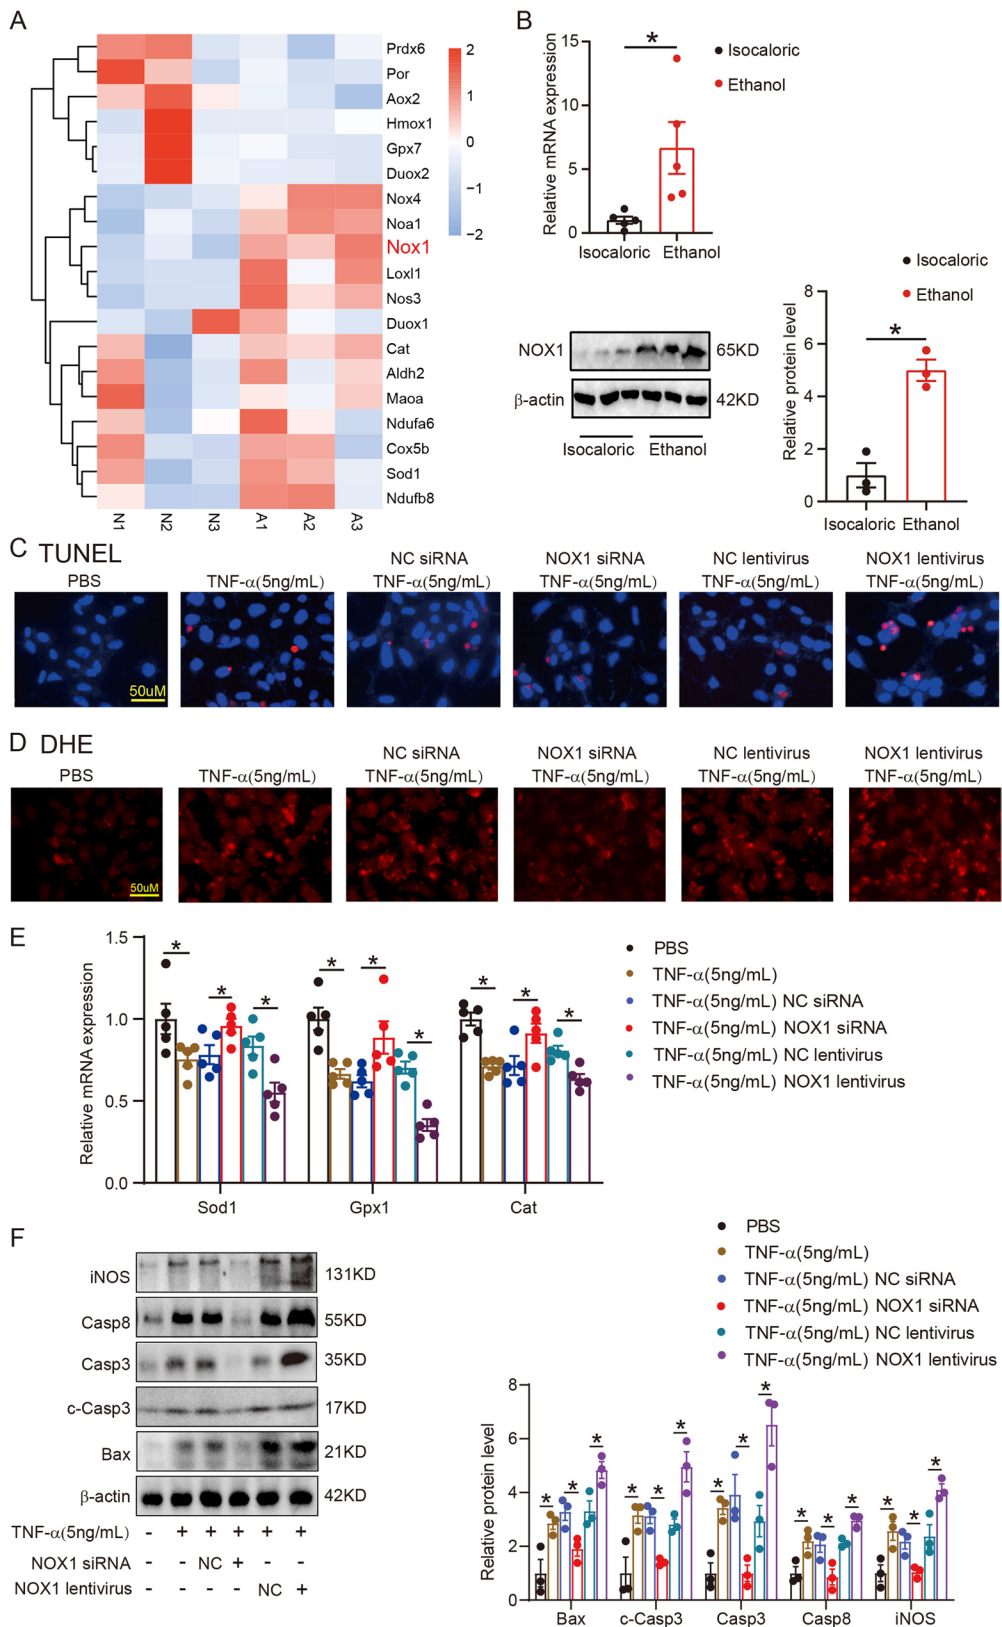 A
Prdx6
Por
Aox2
Hmox1
Gpx7
Duox2
Nox4
Noa1
Nox1
Loxl1
Nos3
Duox1
Cat
Aldh2
Maoa
Ndufa6
Cox5b
Sod1
Ndufb8
N1 N2 N3 A1 A2 A3
2
1
0
−1
−2
B
Relative mRNA expression
15
10
5
0
*
Isocaloric Ethanol
Isocaloric
Ethanol
NOX1 65KD
β-actin 42KD
Isocaloric Ethanol
Isocaloric
Ethanol
Relative protein level
8
6
4
2
0
*
Isocaloric Ethanol
C TUNEL
PBS
TNF-α(5ng/mL)
NC siRNA
TNF-α(5ng/mL)
NOX1 siRNA
TNF-α(5ng/mL)
NC lentivirus
TNF-α(5ng/mL)
NOX1 lentivirus
TNF-α(5ng/mL)
50uM
D DHE
PBS
TNF-α(5ng/mL)
NC siRNA
TNF-α(5ng/mL)
NOX1 siRNA
TNF-α(5ng/mL)
NC lentivirus
TNF-α(5ng/mL)
NOX1 lentivirus
TNF-α(5ng/mL)
50uM
E
Relative mRNA expression
1.5
1.0
0.5
0.0
* * * * * * * * *
Sod1 Gpx1 Cat
PBS
TNF-α(5ng/mL)
TNF-α(5ng/mL) NC siRNA
TNF-α(5ng/mL) NOX1 siRNA
TNF-α(5ng/mL) NC lentivirus
TNF-α(5ng/mL) NOX1 lentivirus
F
iNOS 131KD
Casp8 55KD
Casp3 35KD
c-Casp3 17KD
Bax 21KD
β-actin 42KD
TNF-α(5ng/mL) - + + + + +
NOX1 siRNA - - NC + - -
NOX1 lentivirus - - - - NC +
PBS
TNF-α(5ng/mL)
TNF-α(5ng/mL) NC siRNA
TNF-α(5ng/mL) NOX1 siRNA
TNF-α(5ng/mL) NC lentivirus
TNF-α(5ng/mL) NOX1 lentivirus
Relative protein level
8
6
4
2
0
* * * * * * * * * * * * * * *
Bax c-Casp3 Casp3 Casp8 iNOS